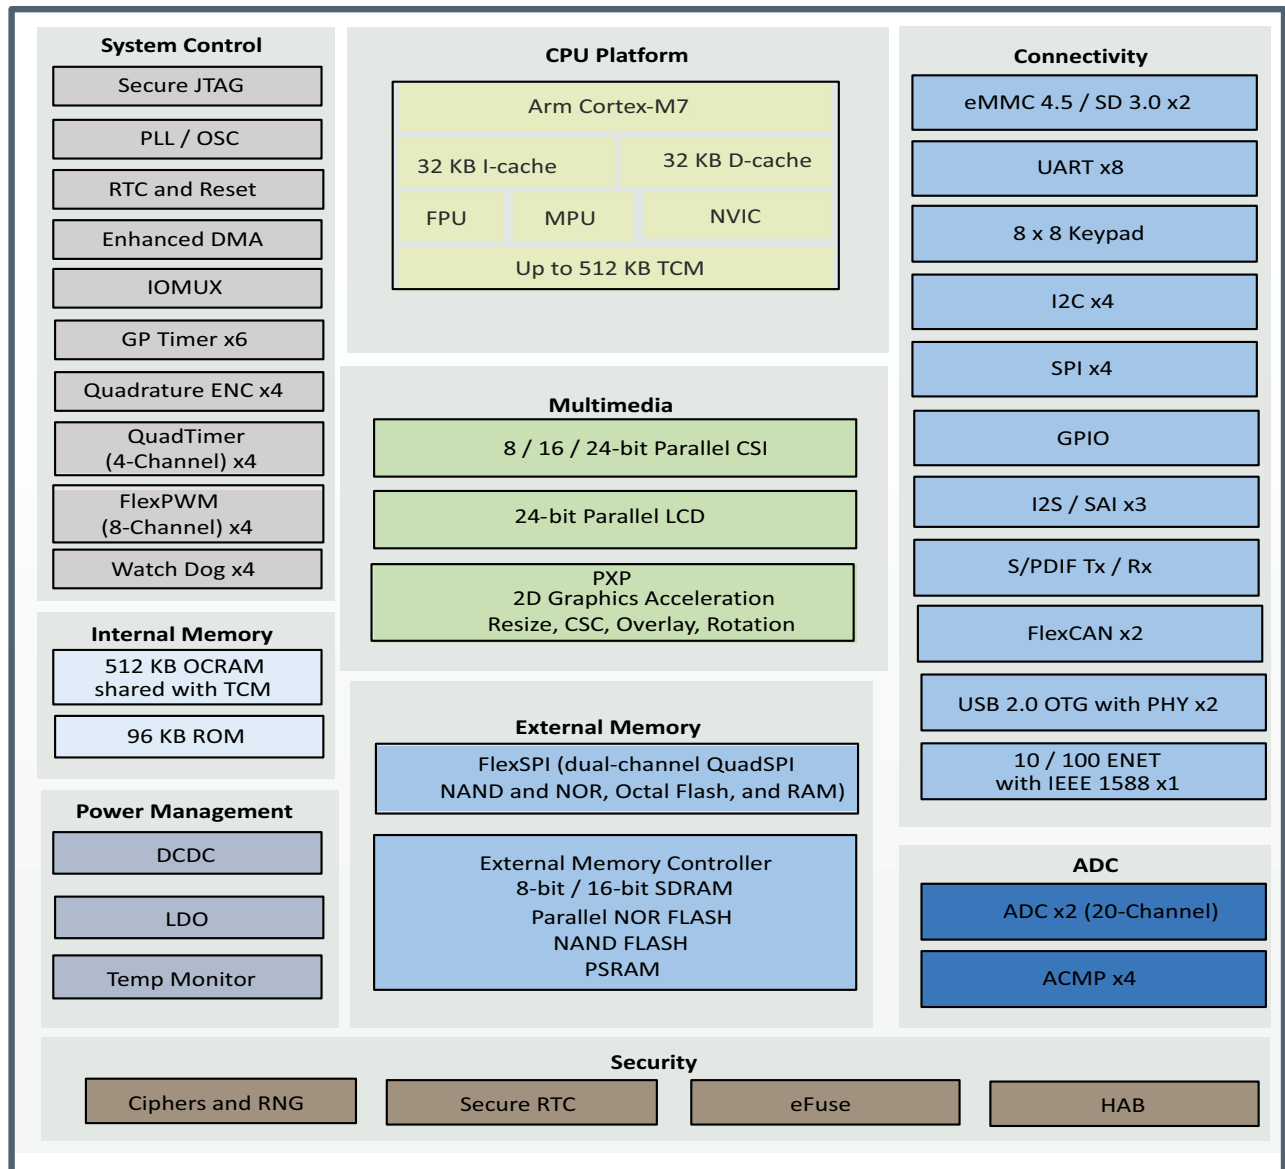 System Control
Secure JTAG
PLL / OSC
RTC and Reset
Enhanced DMA
IOMUX
GP Timer x6
Quadrature ENC x4
QuadTimer
(4-Channel) x4
FlexPWM
(8-Channel) x4
Watch Dog x4
Internal Memory
512 KB OCRAM
shared with TCM
96 KB ROM
Power Management
DCDC
LDO
Temp Monitor
CPU Platform
Arm Cortex-M7
32 KB I-cache
32 KB D-cache
FPU
MPU
NVIC
Up to 512 KB TCM
Multimedia
8 / 16 / 24-bit Parallel CSI
24-bit Parallel LCD
PXP
2D Graphics Acceleration
Resize, CSC, Overlay, Rotation
External Memory
FlexSPI (dual-channel QuadSPI
NAND and NOR, Octal Flash, and RAM)
External Memory Controller
8-bit / 16-bit SDRAM
Parallel NOR FLASH
NAND FLASH
PSRAM
Connectivity
eMMC 4.5 / SD 3.0 x2
UART x8
8 x 8 Keypad
I2C x4
SPI x4
GPIO
I2S / SAI x3
S/PDIF Tx / Rx
FlexCAN x2
USB 2.0 OTG with PHY x2
10 / 100 ENET
with IEEE 1588 x1
ADC
ADC x2 (20-Channel)
ACMP x4
Security
Ciphers and RNG
Secure RTC
eFuse
HAB